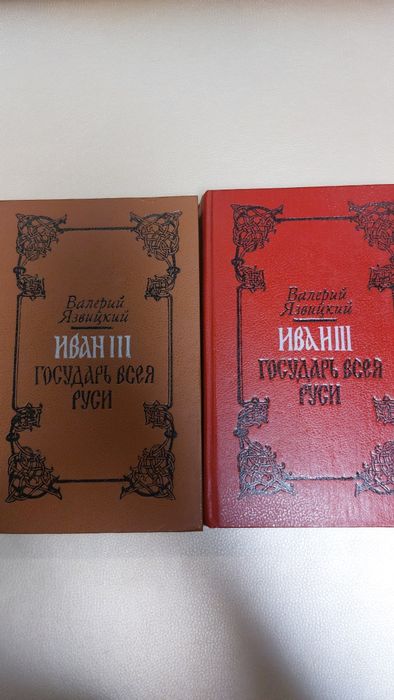 Валерий
Язвицкий
ИВАН III
ГОСУДАРЬ ВСЕЯ
РУСИ
Валерий
Язвицкий
ИВАН III
ГОСУДАРЬ ВСЕЯ
РУСИ